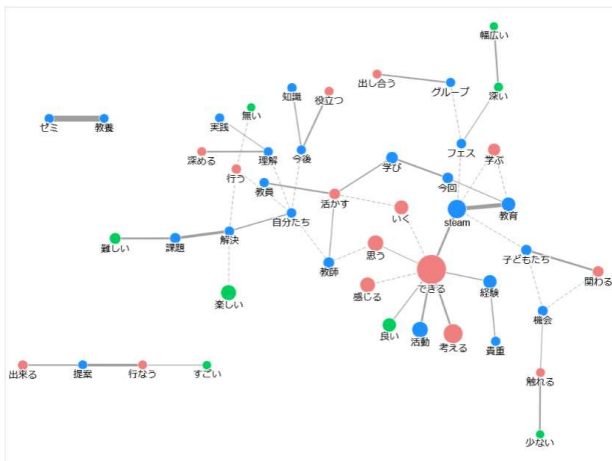 幅広い
出し合う
グループ
深い
知識
役立つ
無い
ゼミ
教養
実践
深める
理解
今後
フェス
学ぶ
行う
教員
学び
今回
活かす
いく
steam
教育
自分たち
難しい
課題
解決
教師
思う
子どもたち
関わる
できる
感じる
経験
楽しい
機会
良い
活動
考える
貴重
出来る
提案
行なう
すごい
触れる
少ない